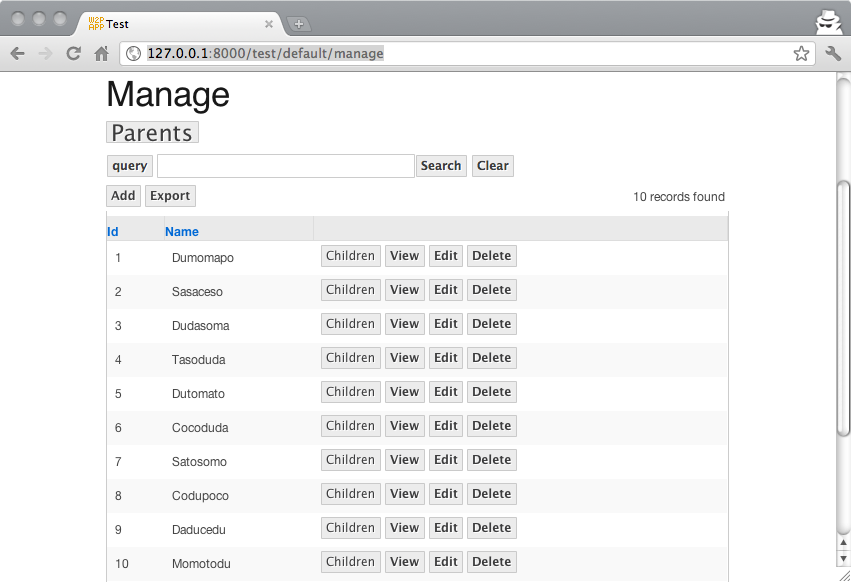 WEB2PY APP Test
127.0.0.1:8000/test/default/manage
Manage
Parents
query Search Clear
Add Export 10 records found
Id Name
1 Dumomapo Children View Edit Delete
2 Sasaceso Children View Edit Delete
3 Dudasoma Children View Edit Delete
4 Tasoduda Children View Edit Delete
5 Dutomato Children View Edit Delete
6 Cocoduda Children View Edit Delete
7 Satosomo Children View Edit Delete
8 Codupoco Children View Edit Delete
9 Daducedu Children View Edit Delete
10 Momotodu Children View Edit Delete